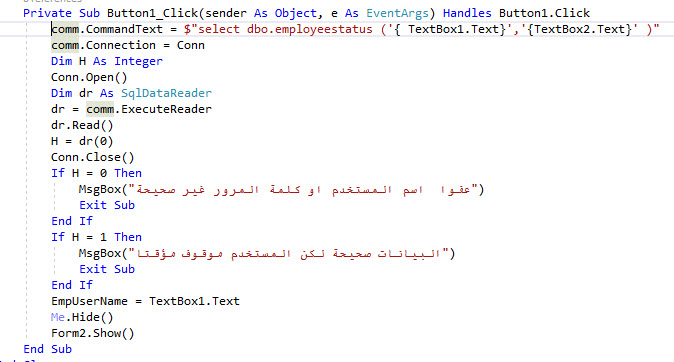 Private Sub Button1_Click(sender As Object, e As EventArgs) Handles Button1.Click
comm.CommandText = $"select dbo.employeestatus ('{ TextBox1.Text}','{TextBox2.Text}' )"
comm.Connection = Conn
Dim H As Integer
Conn.Open()
Dim dr As SqlDataReader
dr = comm.ExecuteReader
dr.Read()
H = dr(0)
Conn.Close()
If H = 0 Then
MsgBox("عفوا  اسم المستخدم او كلمة المرور غير صحيحة")
Exit Sub
End If
If H = 1 Then
MsgBox("البيانات صحيحة لكن المستخدم موقوف مؤقتا")
Exit Sub
End If
EmpUserName = TextBox1.Text
Me.Hide()
Form2.Show()
End Sub